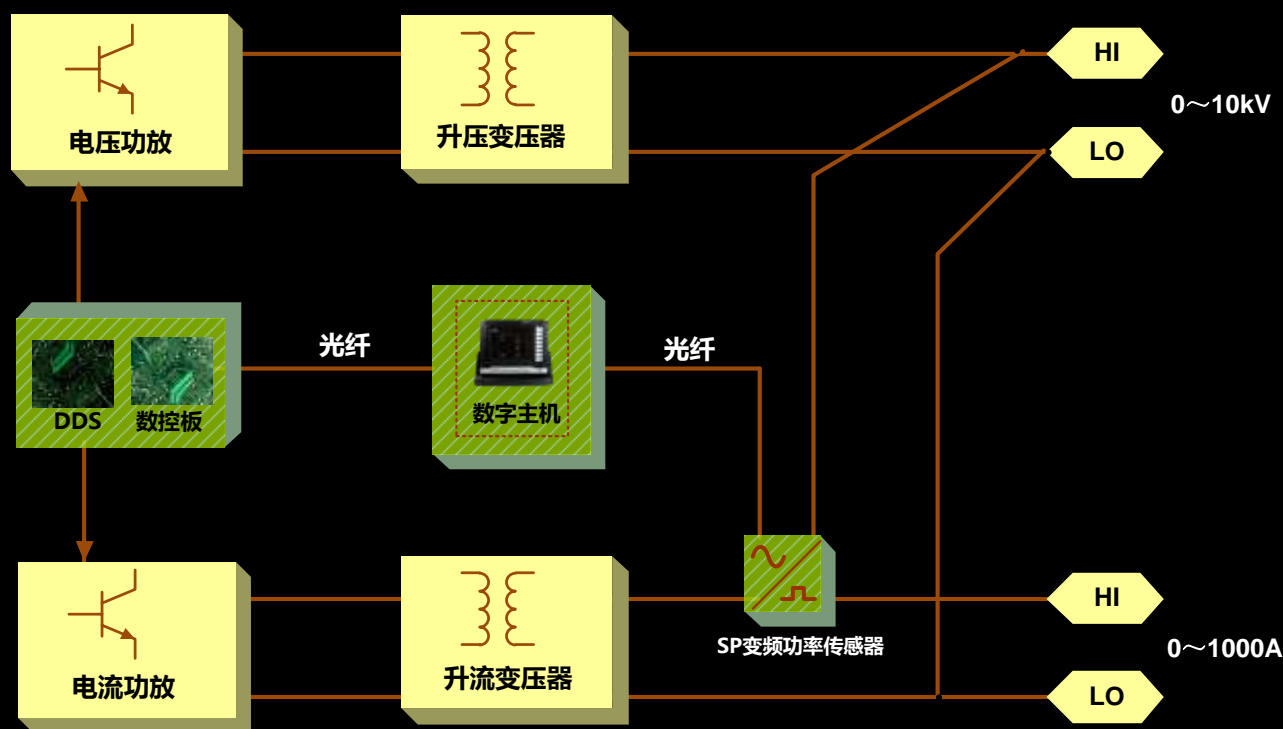 HI
0～10kV
电压功放
升压变压器
LO
光纤
光纤
DDS
数控板
数字主机
HI
SP变频功率传感器
0～1000A
电流功放
升流变压器
LO